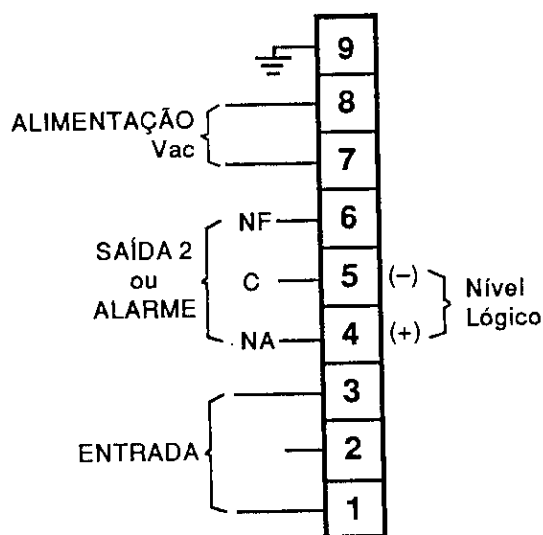 9
ALIMENTAÇÃO
Vac
8
7
SAÍDA 2
ou
ALARME
NF
C
NA
6
5
4
(–)
(+)
Nível
Lógico
ENTRADA
3
2
1